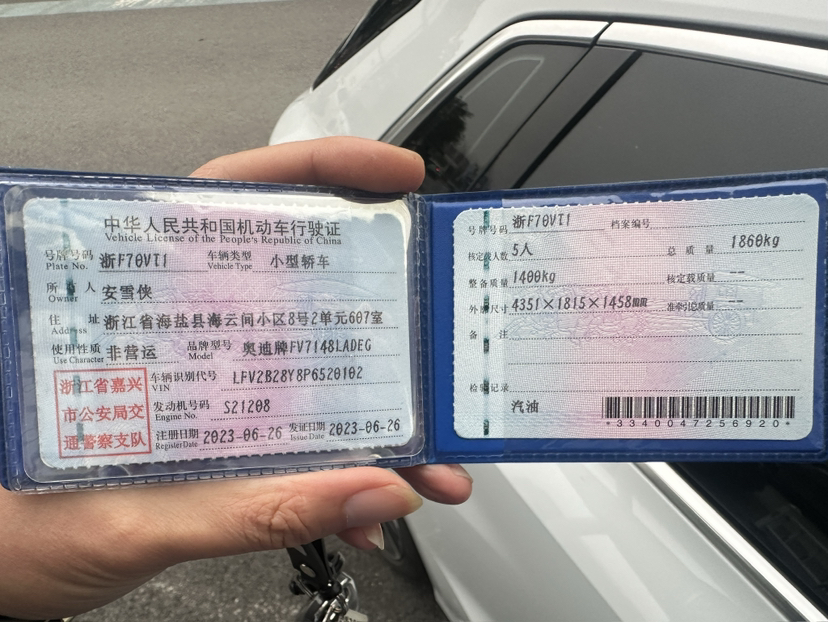 中华人民共和国机动车行驶证
Vehicle License of the People's Republic of China
号牌号码 浙F70VT1 车辆类型 小型轿车
Plate No. Vehicle Type
所 有 人 安雪侠
Owner
住 址 浙江省海盐县海云间小区8号2单元607室
Address
使用性质 非营运 品牌型号 奥迪牌FV7148LADEG
Use Character Model
浙江省嘉兴
市公安局交
通警察支队
车辆识别代号 LFV2B28Y8P6520102
VIN
发动机号码 S21208
Engine No.
注册日期 2023-06-26 发证日期 2023-06-26
Register Date Issue Date
号牌号码 浙F70VT1 档案编号
核定载人数 5人 总 质 量 1860kg
整备质量 1400kg 核定载质量 --
外廓尺寸 4351×1815×1458mm 准牵引总质量 --
备 注
检验记录
汽油
*3340047256920*